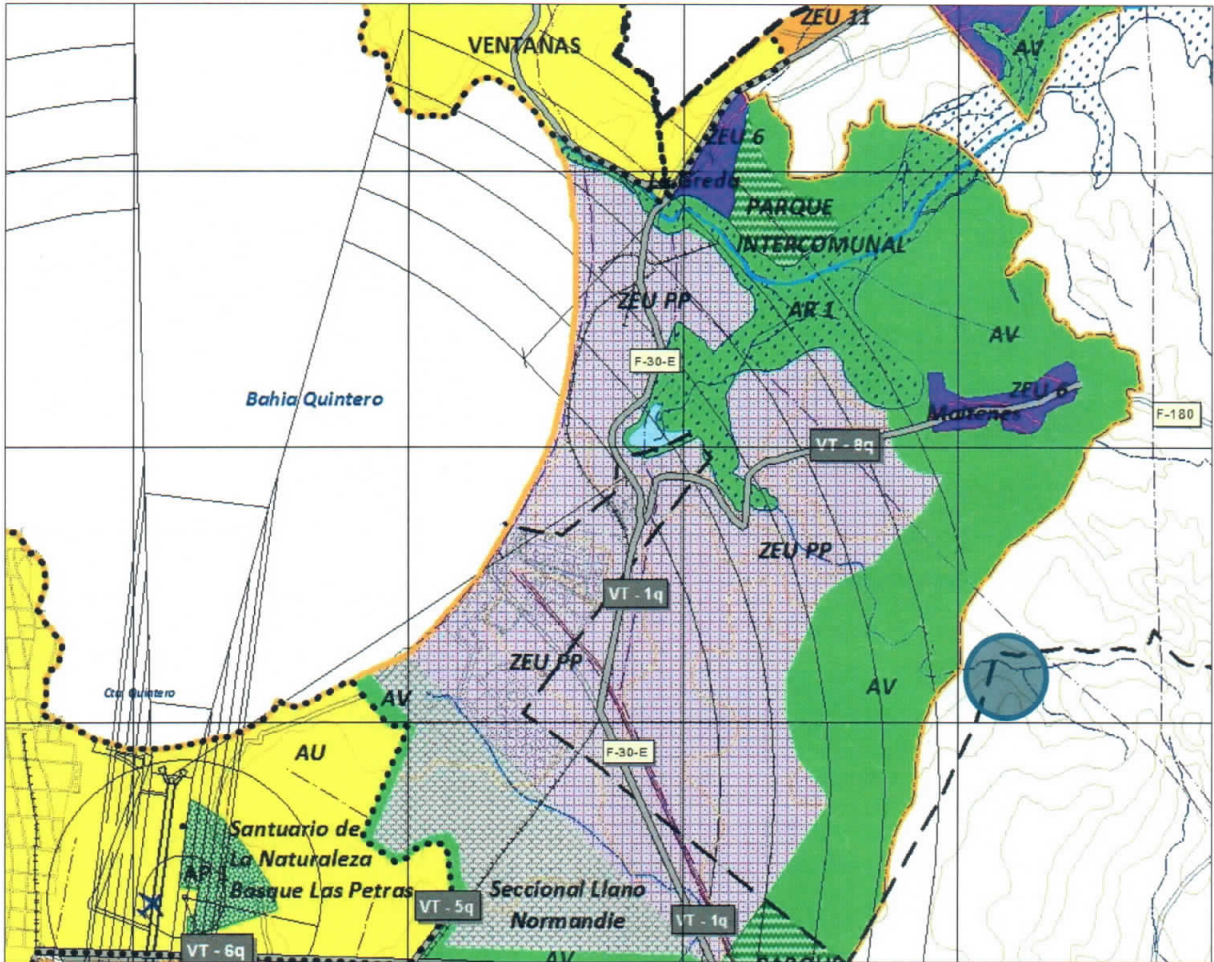 ZEU 11
VENTANAS
AV
ZEU 6
La Greda
PARQUE
INTERCOMUNAL
ZEU PP
AR 1
AV
F-30-E
Bahia Quintero
ZEU 6
Maitenes
F-180
VT - 8q
ZEU PP
VT - 1q
ZEU PP
AV
AV
Cta Quintero
AU
F-30-E
Santuario de
La Naturaleza
Bosque Las Petras
AP 1
Seccional Llano
Normandie
VT - 5q
VT - 1q
VT - 6q
AV
PARQUE